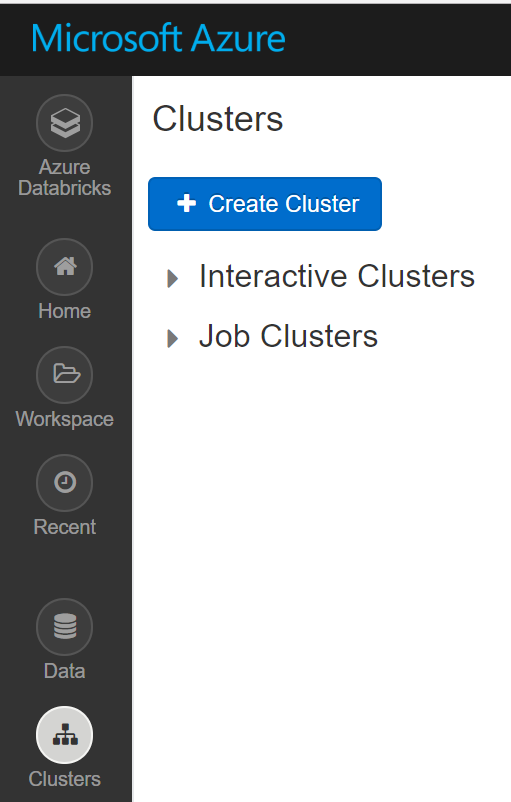 Microsoft Azure
Azure
Databricks
Home
Workspace
Recent
Data
Clusters
Clusters
Create Cluster
Interactive Clusters
Job Clusters